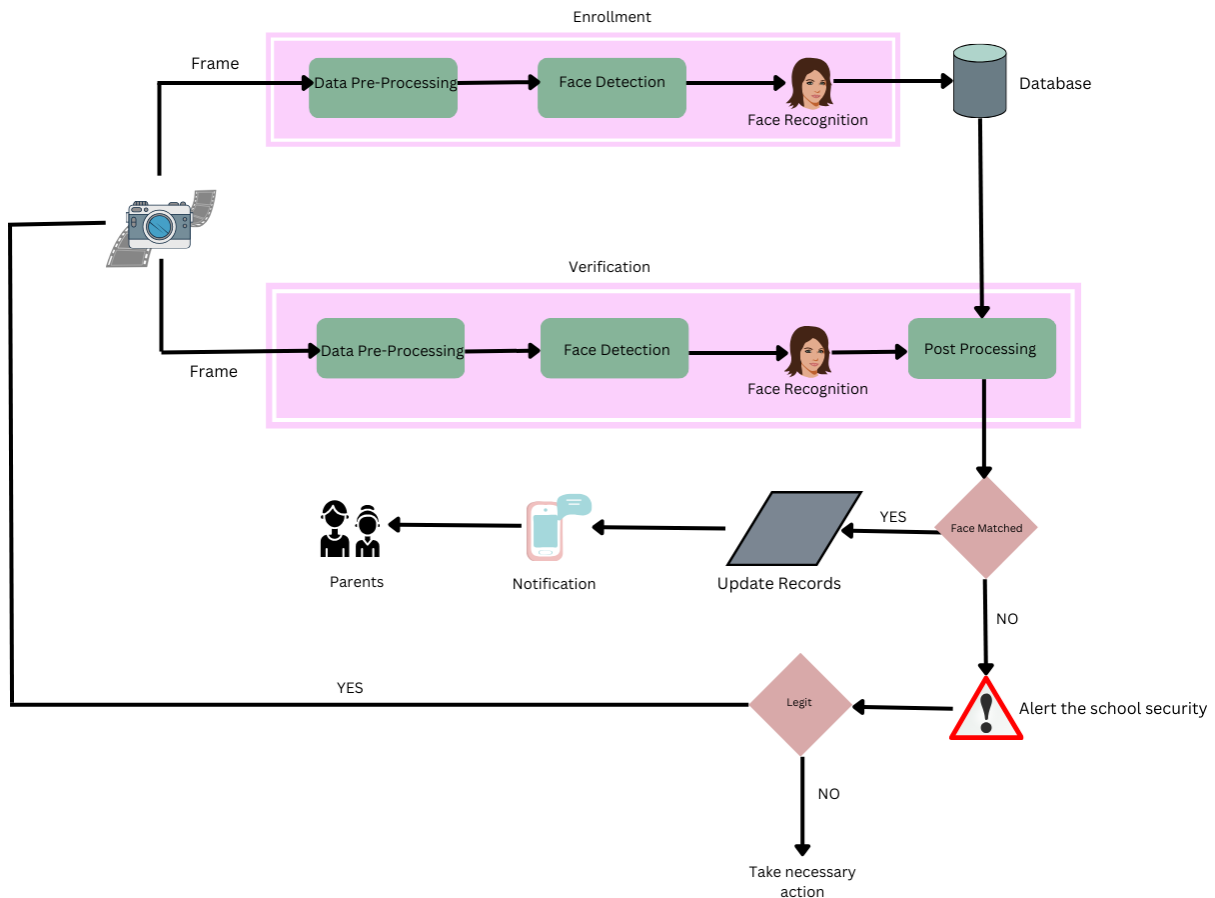 Enrollment
Frame
Data Pre-Processing
Face Detection
Face Recognition
Database
Verification
Frame
Data Pre-Processing
Face Detection
Face Recognition
Post Processing
Face Matched
YES
Update Records
Notification
Parents
NO
Alert the school security
Legit
YES
NO
Take necessary
action